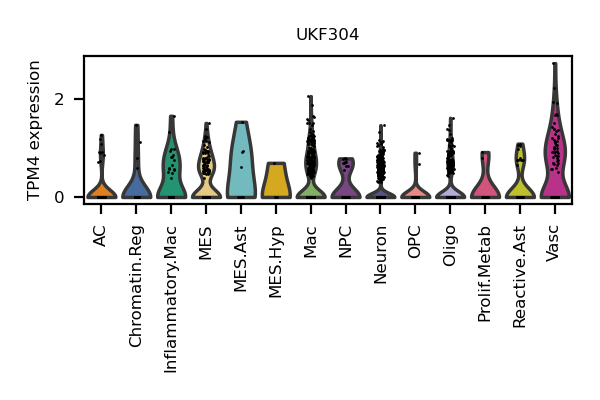 UKF304
TPM4 expression
2
0
AC
Chromatin.Reg
Inflammatory.Mac
MES
MES.Ast
MES.Hyp
Mac
NPC
Neuron
OPC
Oligo
Prolif.Metab
Reactive.Ast
Vasc